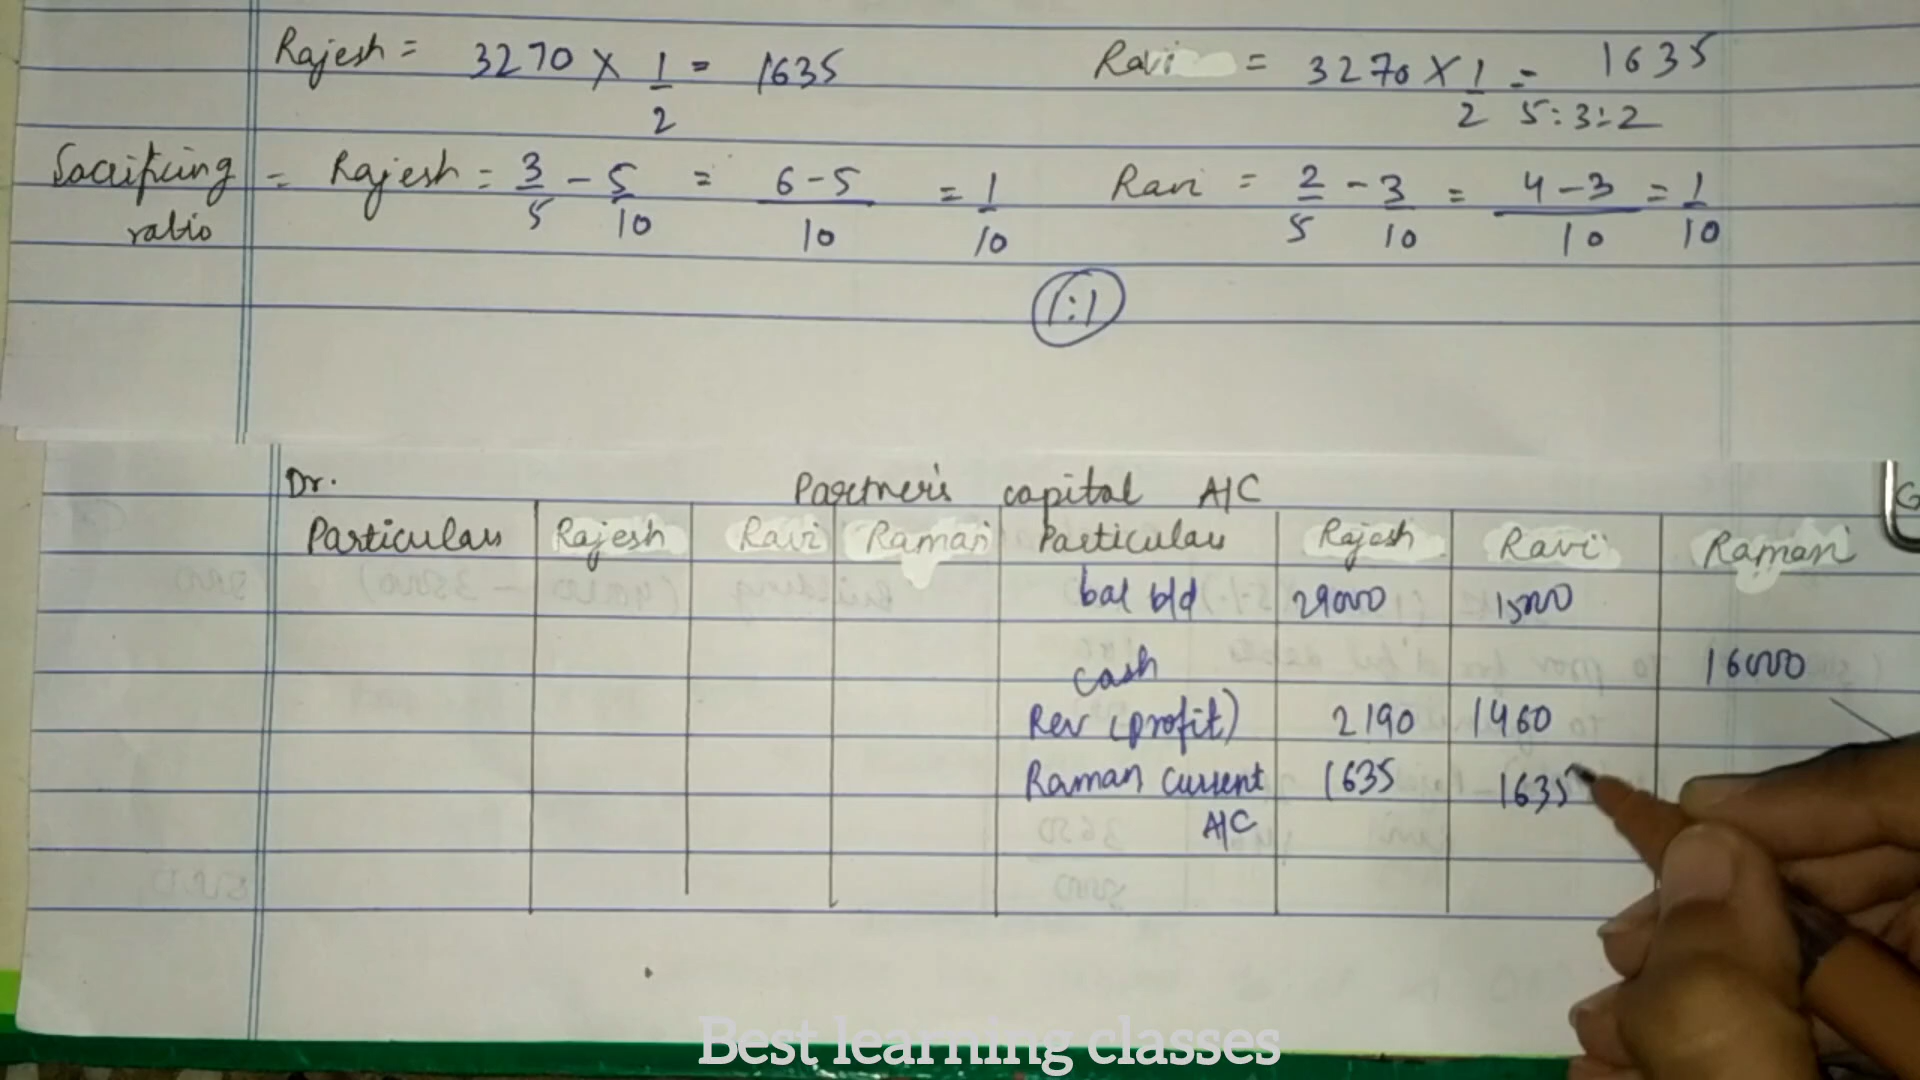 Rajesh = 3270 × 1/2 = 1635 Ravi = 3270 × 1/2 = 1635
5:3:2
Sacrificing ratio = Rajesh = 3/5 - 5/10 = 6-5/10 = 1/10 Ravi = 2/5 - 3/10 = 4-3/10 = 1/10
1:1
Dr. Partner's capital A/C
Particulars Rajesh Ravi Raman Particulars Rajesh Ravi Raman
bal b/d 29000 15000
cash 16000
Rev (profit) 2190 1460
Raman current 1635 1635
A/C
Best learning classes